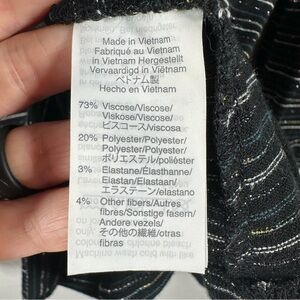 Made in Vietnam
Fabriqué au Vietnam
in Vietnam Hergestellt
Vervaardigd in Viëtnam
ベトナム製
Hecho en Vietnam
73% Viscose/Viscose/
Viskose/Viscose/
ビスコース/viscosa
20% Polyester/Polyester/
Polyester/Polyester/
ポリエステル/poliéster
3% Elastane/Élasthanne/
Elastan/Elastaan/
エラステーン/elastano
4% Other fibers/Autres
fibres/Sonstige fasern/
Andere vezels/
その他の繊維/otras
fibras